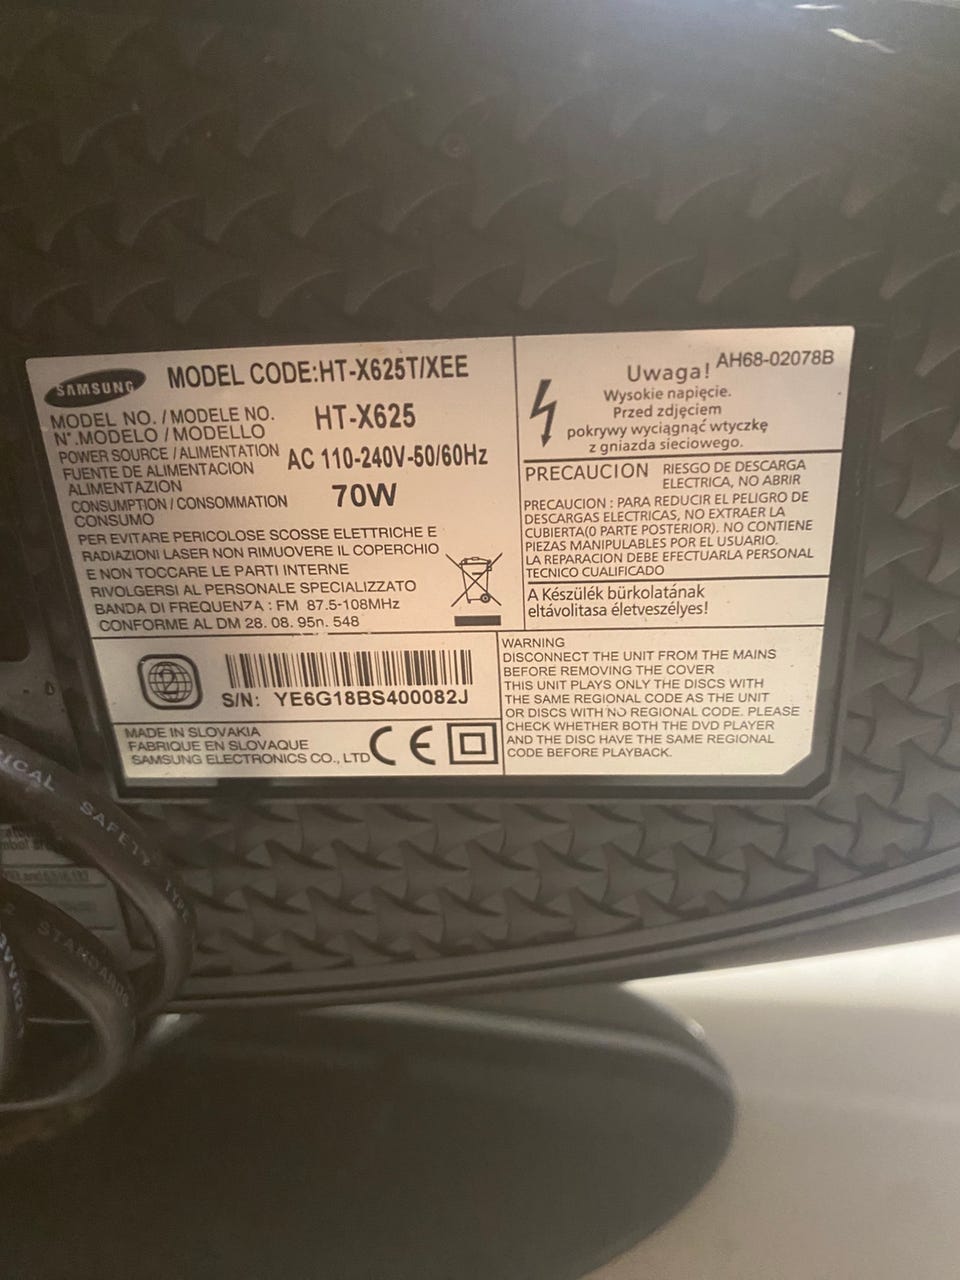 SAMSUNG
MODEL CODE:HT-X625T/XEE
MODEL NO. / MODELE NO.
N°.MODELO / MODELLO
HT-X625
POWER SOURCE / ALIMENTATION
FUENTE DE ALIMENTACION
ALIMENTAZION
AC 110-240V-50/60Hz
CONSUMPTION / CONSOMMATION
CONSUMO
70W
PER EVITARE PERICOLOSE SCOSSE ELETTRICHE E
RADIAZIONI LASER NON RIMUOVERE IL COPERCHIO
E NON TOCCARE LE PARTI INTERNE
RIVOLGERSI AL PERSONALE SPECIALIZZATO
BANDA DI FREQUENZA : FM 87.5-108MHz
CONFORME AL DM 28. 08. 95n. 548
2
S/N: YE6G18BS400082J
MADE IN SLOVAKIA
FABRIQUE EN SLOVAQUE
SAMSUNG ELECTRONICS CO., LTD
CE
AH68-02078B
Uwaga!
Wysokie napięcie.
Przed zdjęciem
pokrywy wyciągnąć wtyczkę
z gniazda sieciowego.
PRECAUCION
RIESGO DE DESCARGA
ELECTRICA, NO ABRIR
PRECAUCION : PARA REDUCIR EL PELIGRO DE
DESCARGAS ELECTRICAS, NO EXTRAER LA
CUBIERTA(0 PARTE POSTERIOR). NO CONTIENE
PIEZAS MANIPULABLES POR EL USUARIO.
LA REPARACION DEBE EFECTUARLA PERSONAL
TECNICO CUALIFICADO
A Készülék bürkolatának
eltávolitasa életveszélyes!
WARNING
DISCONNECT THE UNIT FROM THE MAINS
BEFORE REMOVING THE COVER
THIS UNIT PLAYS ONLY THE DISCS WITH
THE SAME REGIONAL CODE AS THE UNIT
OR DISCS WITH NO REGIONAL CODE. PLEASE
CHECK WHETHER BOTH THE DVD PLAYER
AND THE DISC HAVE THE SAME REGIONAL
CODE BEFORE PLAYBACK.
SAFETY
TYPE
STANDARDS